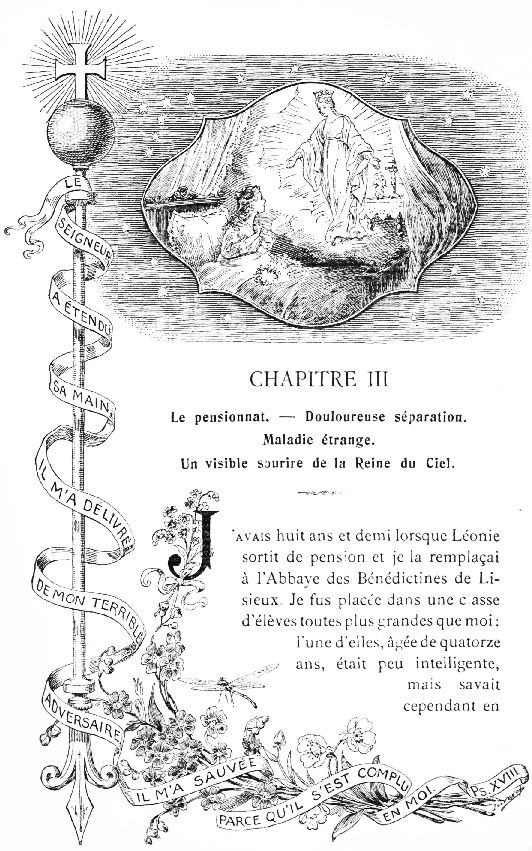 LE
SEIGNEUR
A ÉTENDU
SA MAIN,
IL M'A DÉLIVRÉE
DE MON TERRIBLE
ADVERSAIRE
IL M'A SAUVÉE
PARCE QU'IL S'EST COMPLU
EN MOI.
Ps. XVIII
CHAPITRE III
Le pensionnat. — Douloureuse séparation.
Maladie étrange.
Un visible sourire de la Reine du Ciel.
J'AVAIS huit ans et demi lorsque Léonie
sortit de pension et je la remplaçai
à l'Abbaye des Bénédictines de Li-
sieux. Je fus placée dans une c asse
d'élèves toutes plus grandes que moi :
l'une d'elles, âgée de quatorze
ans, était peu intelligente,
mais savait
cependant en